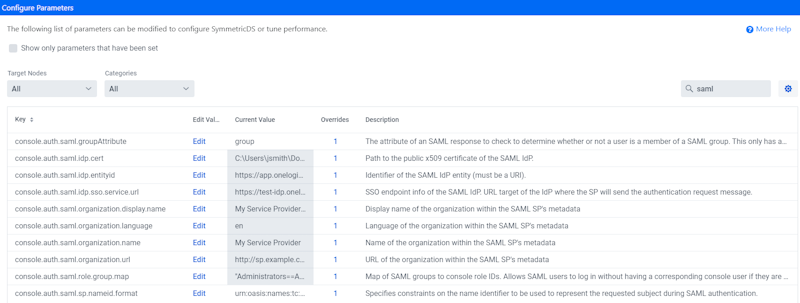 Configure Parameters
The following list of parameters can be modified to configure SymmetricDS or tune performance.
More Help
Show only parameters that have been set
Target Nodes Categories
All All saml
Key Edit Val... Current Value Overrides Description
console.auth.saml.groupAttribute Edit group 1 The attribute of an SAML response to check to determine whether or not a user is a member of a SAML group. This only has a...
console.auth.saml.idp.cert Edit C:\Users\jsmith\Do... 1 Path to the public x509 certificate of the SAML IdP.
console.auth.saml.idp.entityid Edit https://app.onelogi... 1 Identifier of the SAML IdP entity (must be a URI).
console.auth.saml.idp.sso.service.url Edit https://test-idp.onel... 1 SSO endpoint info of the SAML IdP. URL target of the IdP where the SP will send the authentication request message.
console.auth.saml.organization.display.name Edit My Service Provider... 1 Display name of the organization within the SAML SP's metadata
console.auth.saml.organization.language Edit en 1 Language of the organization within the SAML SP's metadata
console.auth.saml.organization.name Edit My Service Provider 1 Name of the organization within the SAML SP's metadata
console.auth.saml.organization.url Edit http://sp.example.c... 1 URL of the organization within the SAML SP's metadata
console.auth.saml.role.group.map Edit "Administrators==A... 1 Map of SAML groups to console role IDs. Allows SAML users to log in without having a corresponding console user if they are ...
console.auth.saml.sp.nameid.format Edit urn:oasis:names:tc:... 1 Specifies constraints on the name identifier to be used to represent the requested subject during SAML authentication.